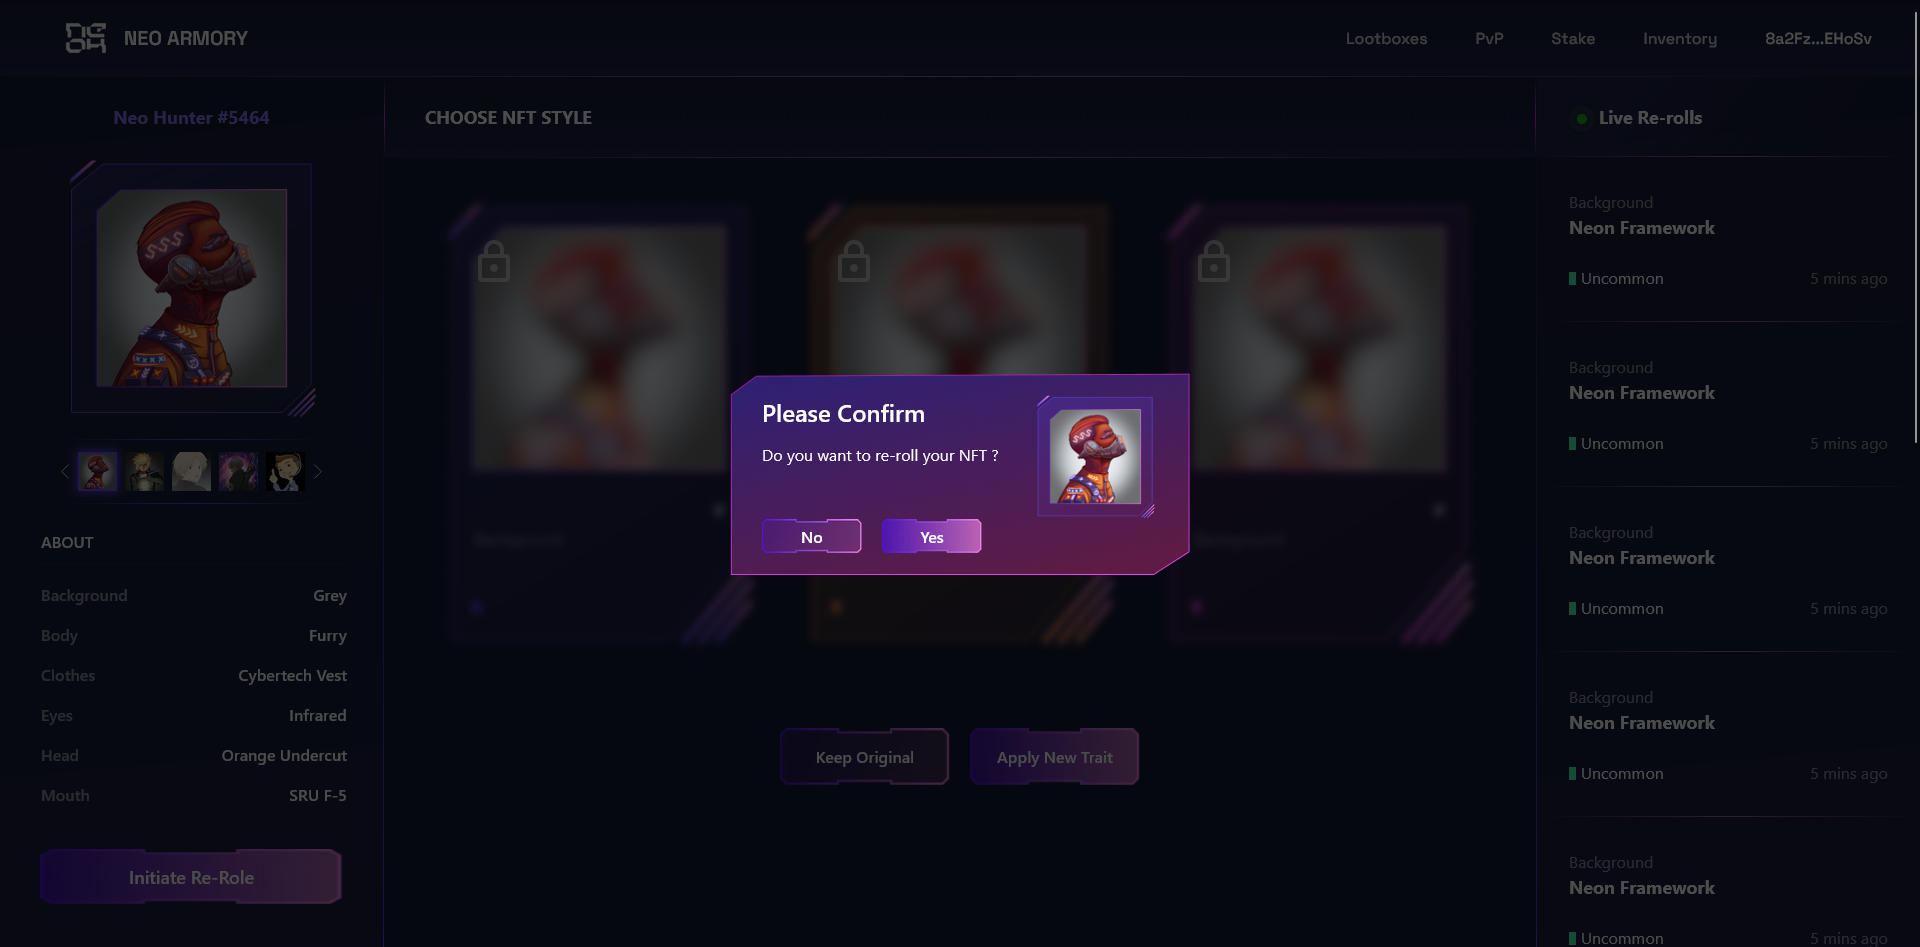 NEO ARMORY
Lootboxes PvP Stake Inventory 8a2Fz...EHoSv
Neo Hunter #5464
CHOOSE NFT STYLE
Live Re-rolls
ABOUT
Background Grey
Body Furry
Clothes Cybertech Vest
Eyes Infrared
Head Orange Undercut
Mouth SRU F-5
Initiate Re-Role
Please Confirm
Do you want to re-roll your NFT ?
No Yes
Background
Background
Keep Original Apply New Trait
Background
Neon Framework
Uncommon 5 mins ago
Background
Neon Framework
Uncommon 5 mins ago
Background
Neon Framework
Uncommon 5 mins ago
Background
Neon Framework
Uncommon 5 mins ago
Background
Neon Framework
Uncommon 5 mins ago